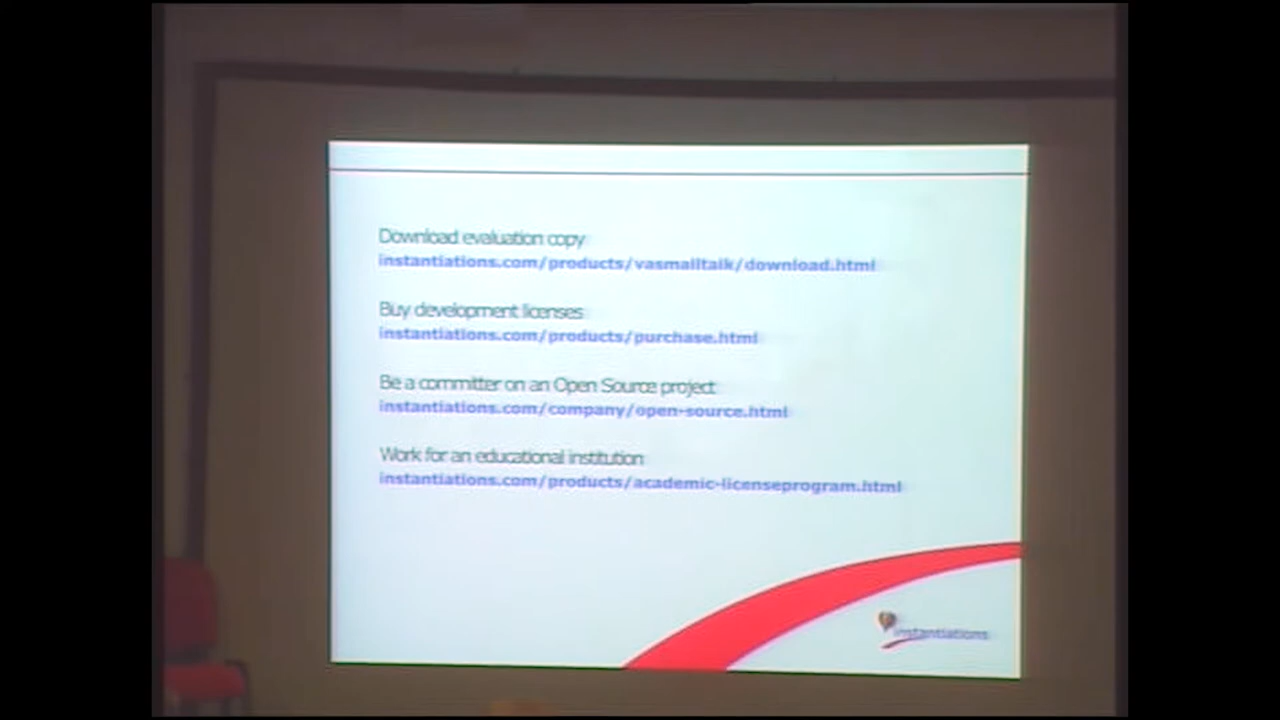 Download evaluation copy
instantiations.com/products/vasmalltalk/download.html
Buy development licenses
instantiations.com/products/purchase.html
Be a committer on an Open Source project
instantiations.com/company/open-source.html
Work for an educational institution
instantiations.com/products/academic-licenseprogram.html
instantiations